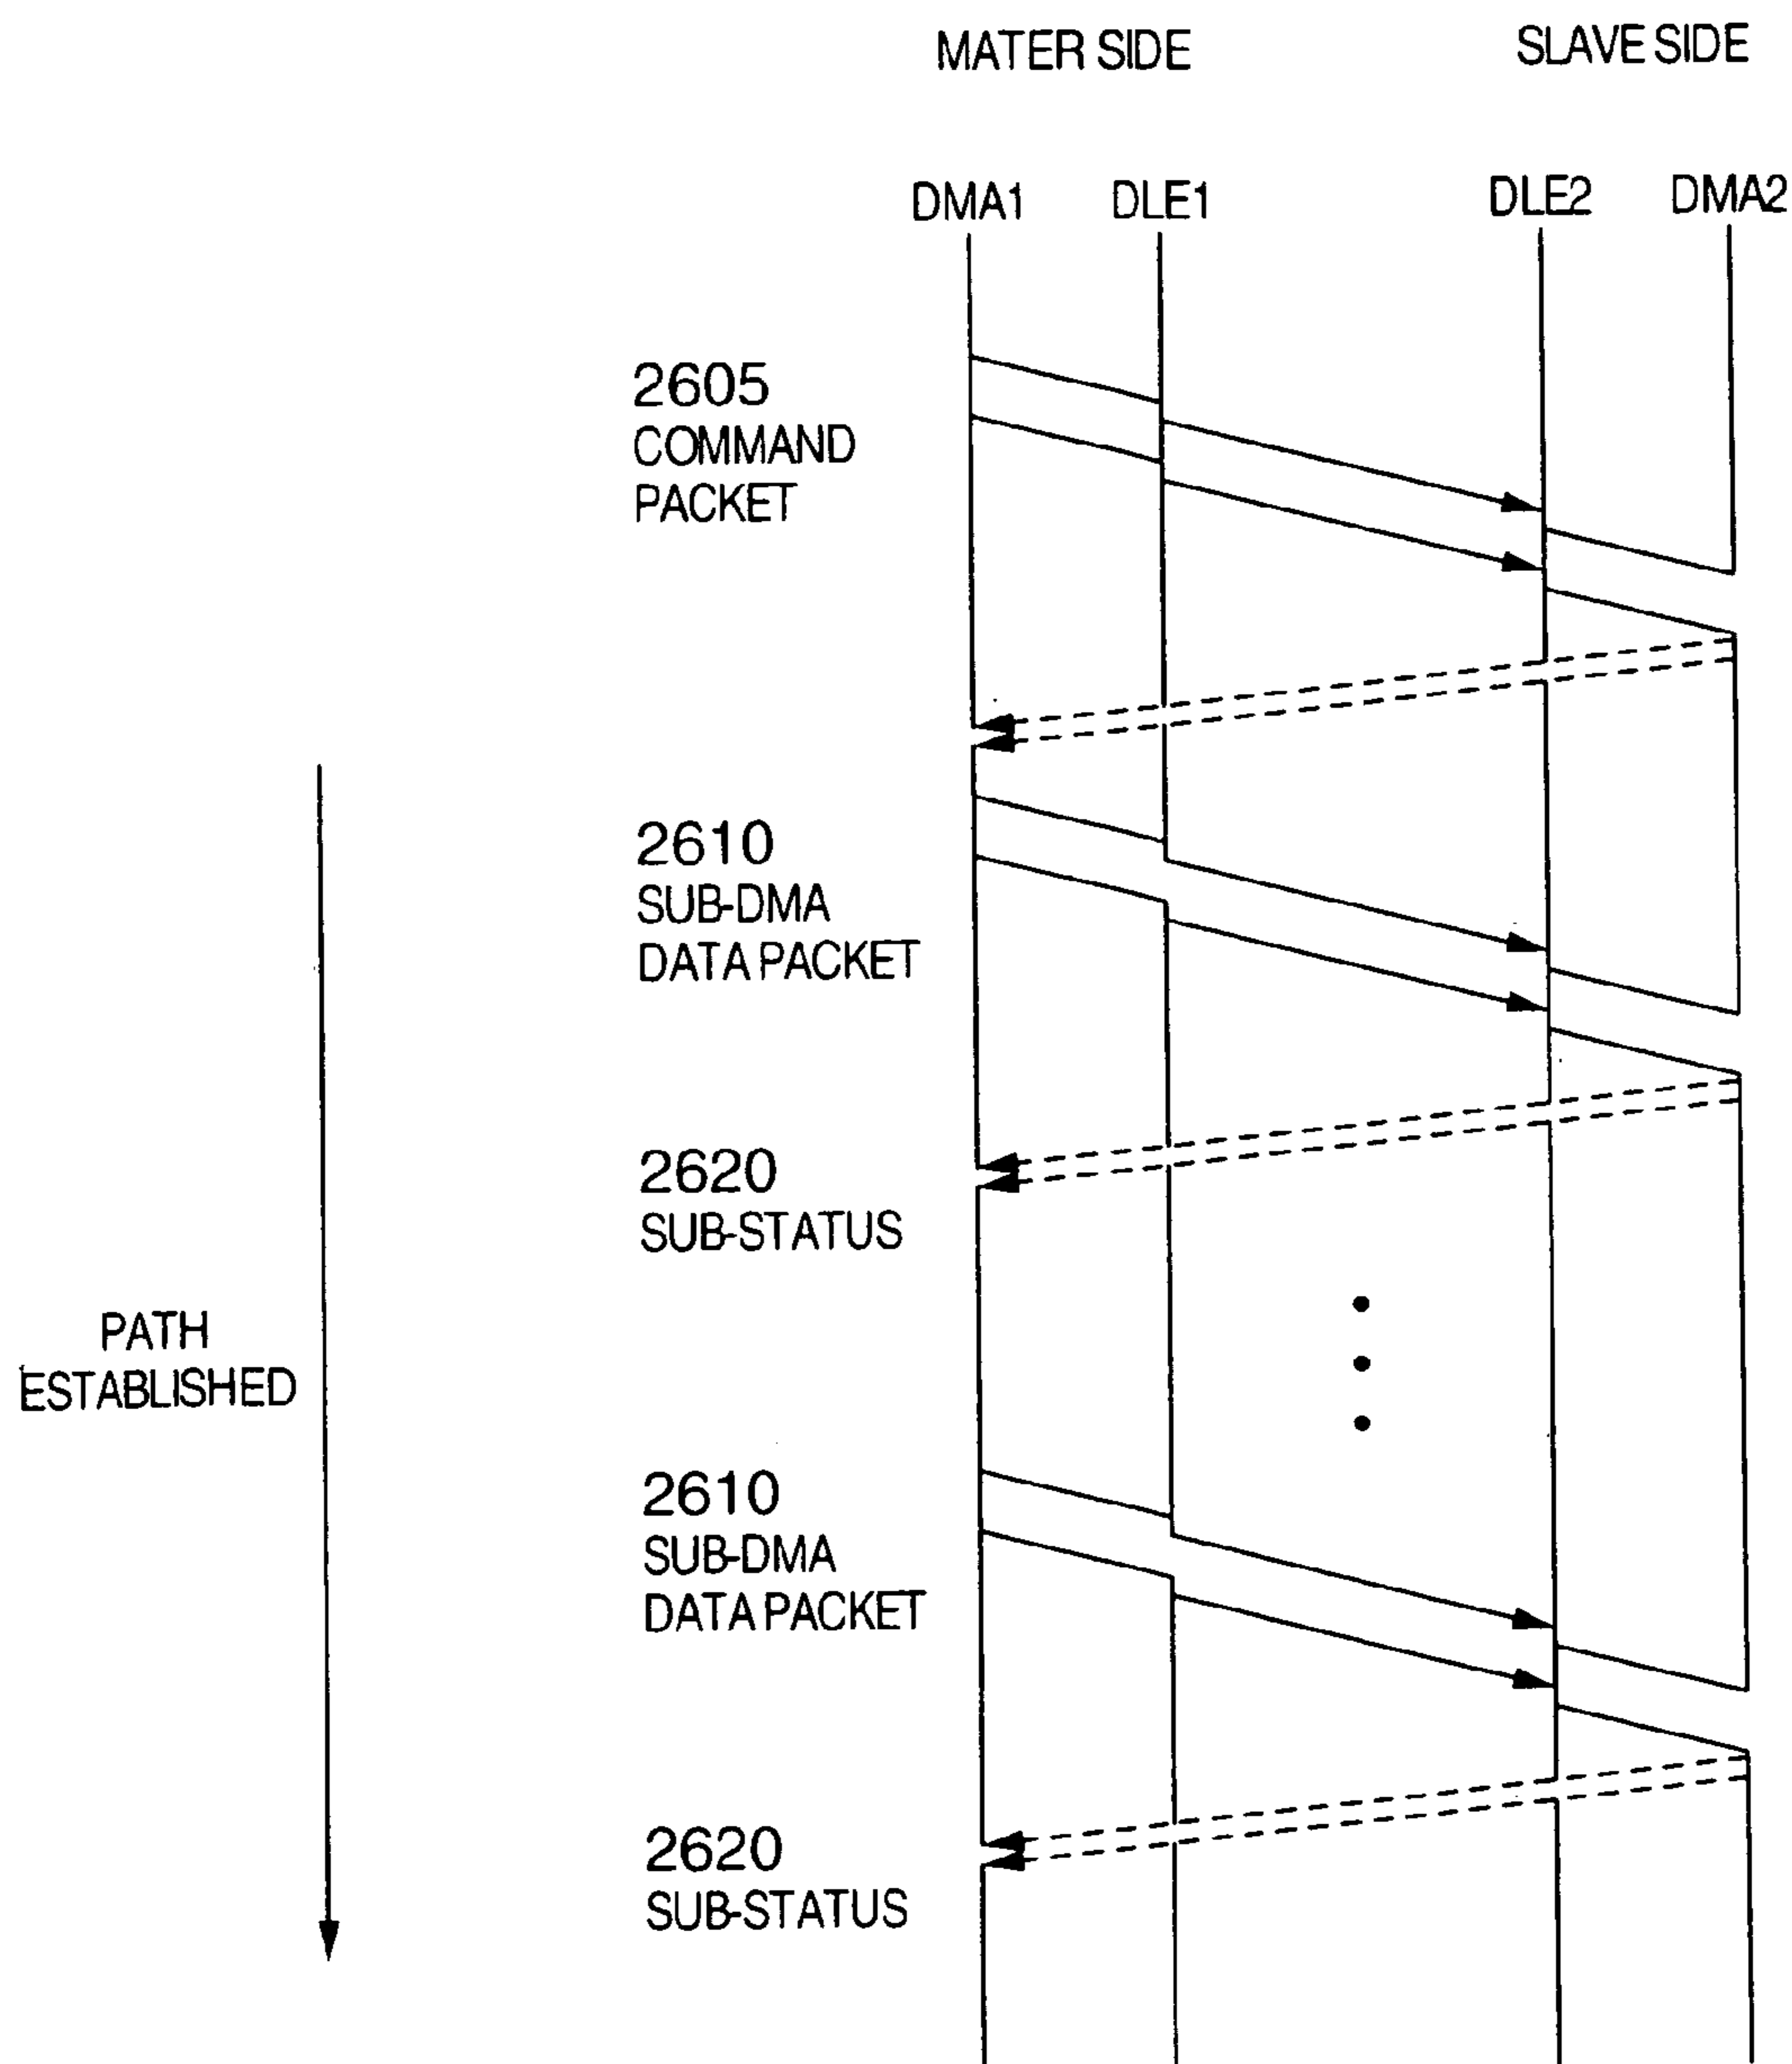 MATER SIDE
SLAVE SIDE
DMA1
DLE1
DLE2
DMA2
2605
COMMAND
PACKET
2610
SUB-DMA
DATA PACKET
2620
SUB-STATUS
PATH
ESTABLISHED
2610
SUB-DMA
DATA PACKET
2620
SUB-STATUS